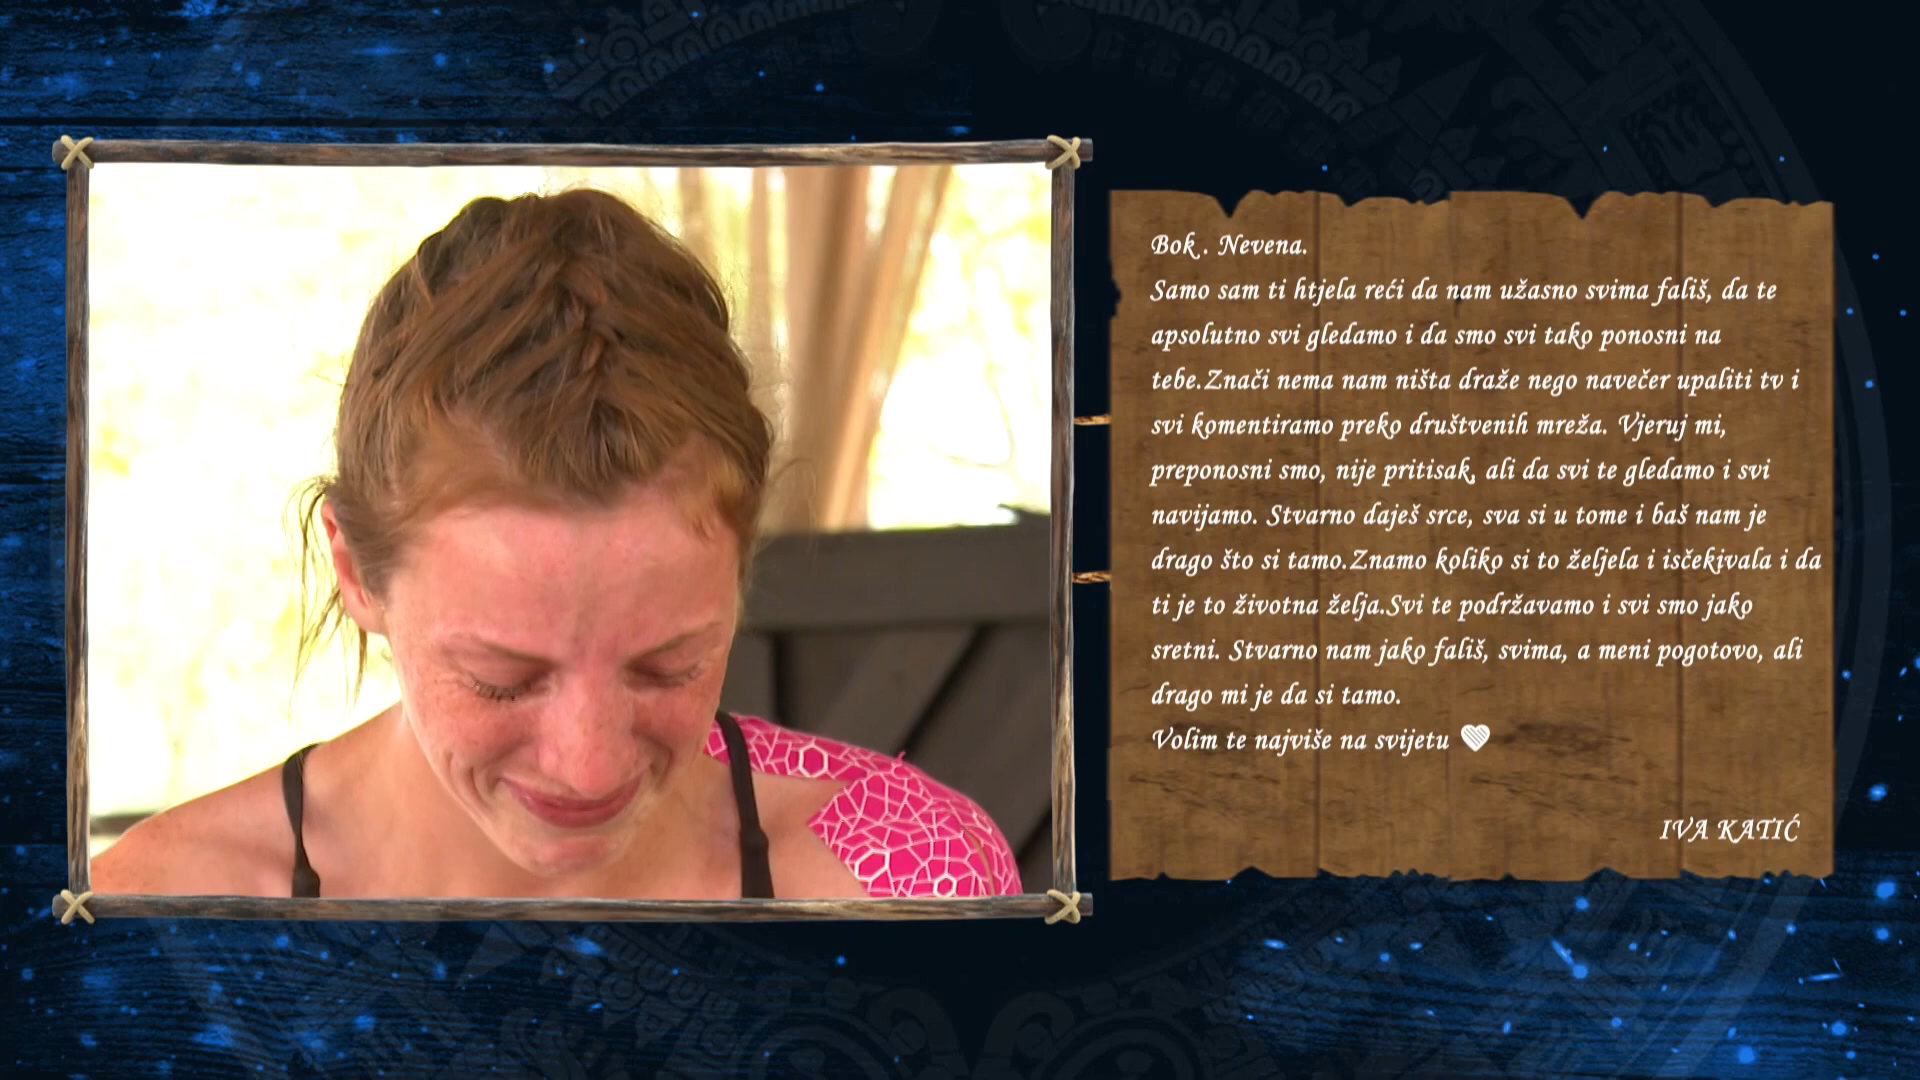 Bok . Nevena.
Samo sam ti htjela reći da nam užasno svima fališ, da te
apsolutno svi gledamo i da smo svi tako ponosni na
tebe.Znači nema nam ništa draže nego navečer upaliti tv i
svi komentiramo preko društvenih mreža. Vjeruj mi,
preponosni smo, nije pritisak, ali da svi te gledamo i svi
navijamo. Stvarno daješ srce, sva si u tome i baš nam je
drago što si tamo.Znamo koliko si to željela i isčekivala i da
ti je to životna želja.Svi te podržavamo i svi smo jako
sretni. Stvarno nam jako fališ, svima, a meni pogotovo, ali
drago mi je da si tamo.
Volim te najviše na svijetu 🤍
IVA KATIĆ